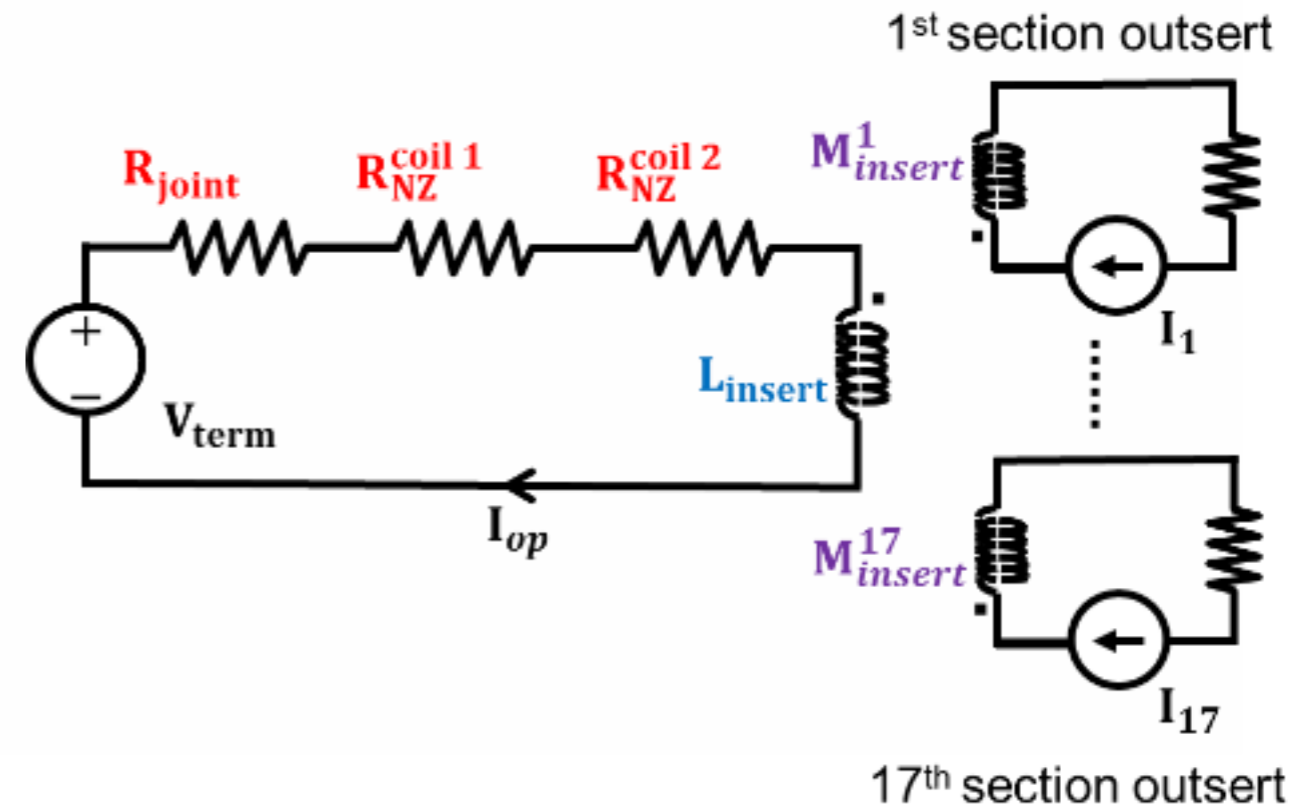 1st section outsert
R_joint
R_NZ^coil 1
R_NZ^coil 2
M_insert^1
+
−
V_term
L_insert
I_1
I_op
M_insert^17
I_17
17th section outsert